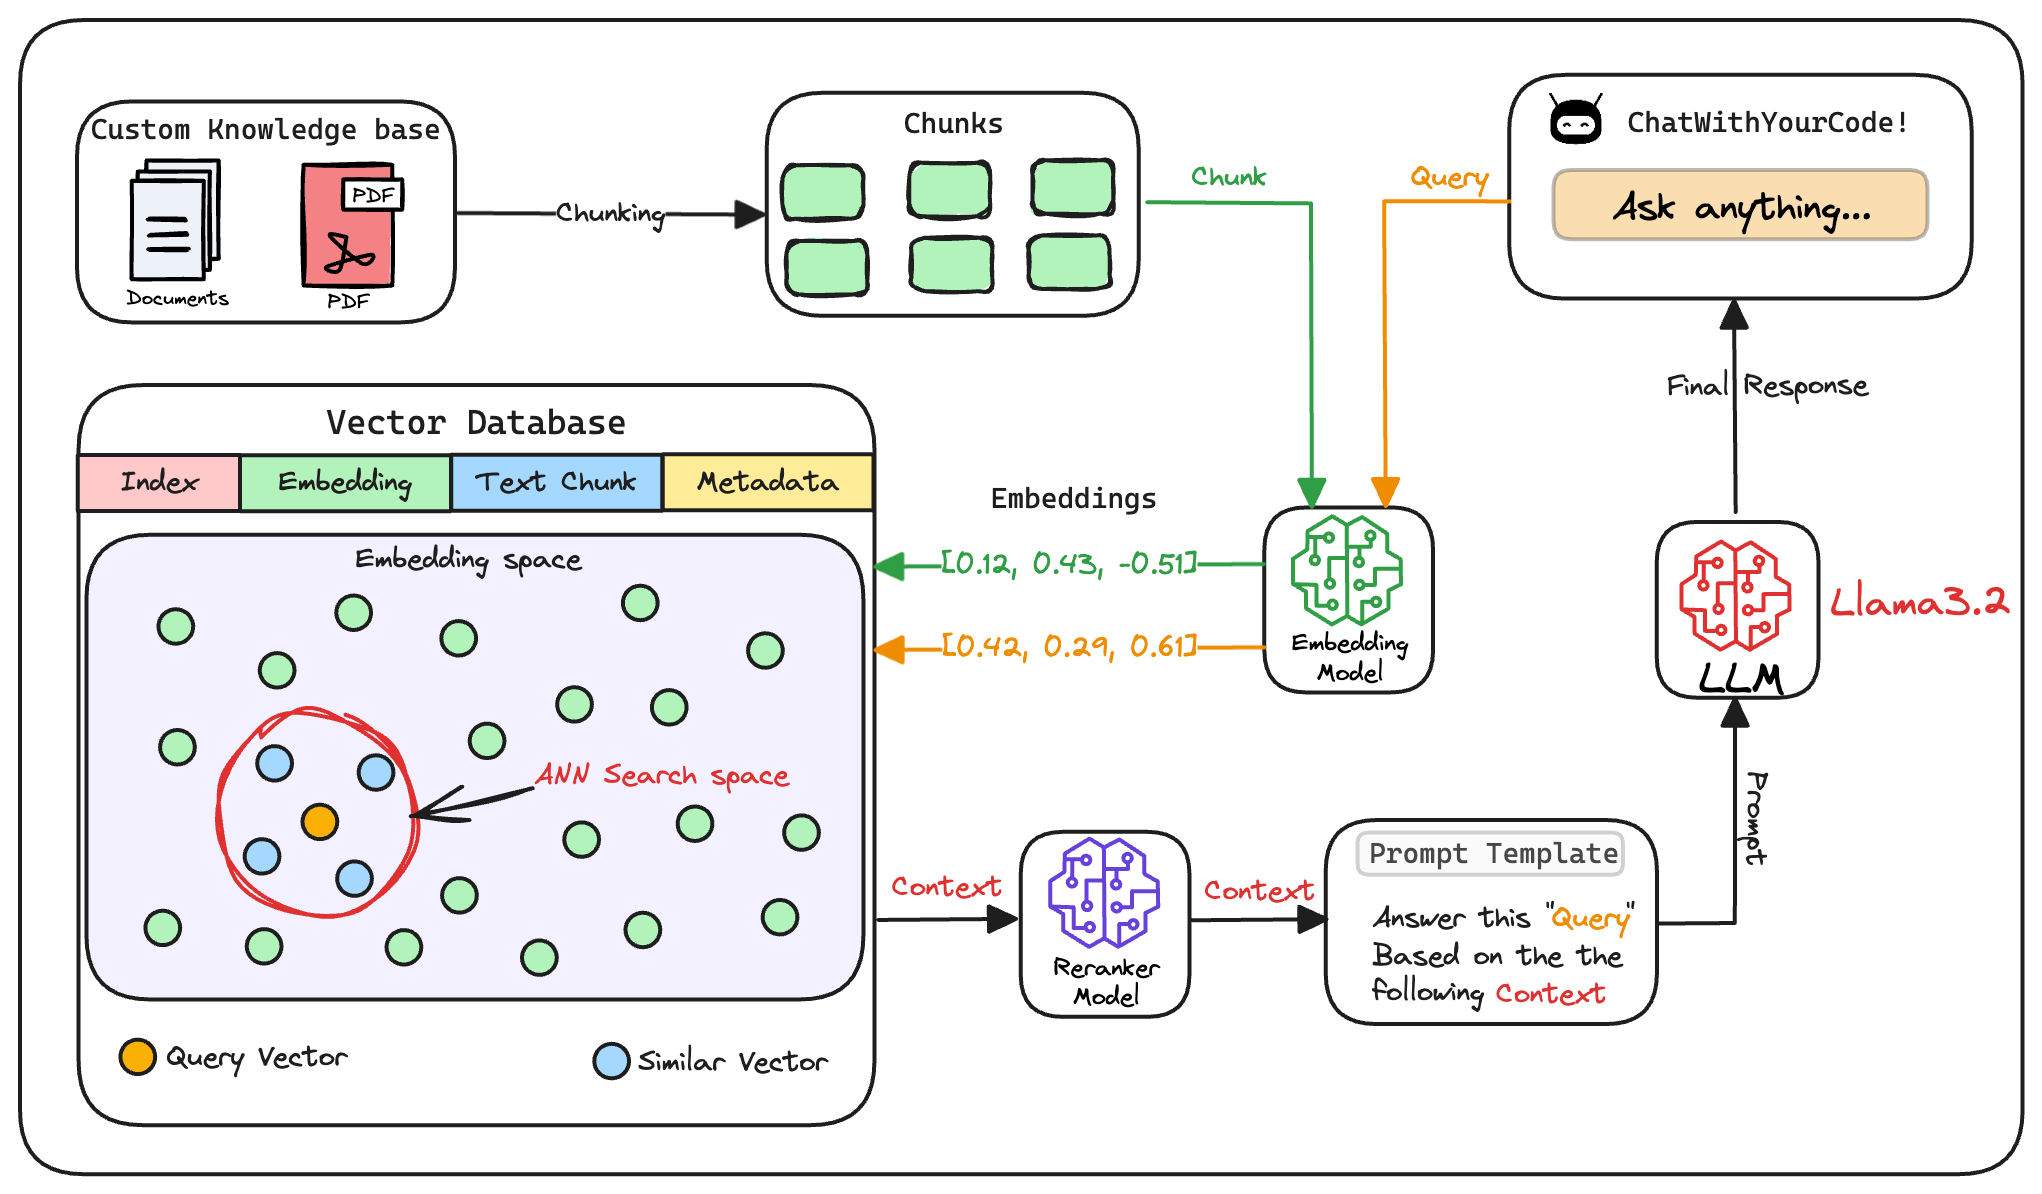 Custom Knowledge base
PDF
Documents
PDF
Chunking
Chunks
Chunk
Query
ChatWithYourCode!
Ask anything...
Final Response
Vector Database
Index
Embedding
Text Chunk
Metadata
Embedding space
ANN Search space
Query Vector
Similar Vector
Embeddings
[0.12, 0.43, -0.51]
[0.42, 0.29, 0.61]
Embedding
Model
LLM
Llama3.2
Context
Reranker
Model
Context
Prompt Template
Answer this "Query"
Based on the the
following Context
Prompt